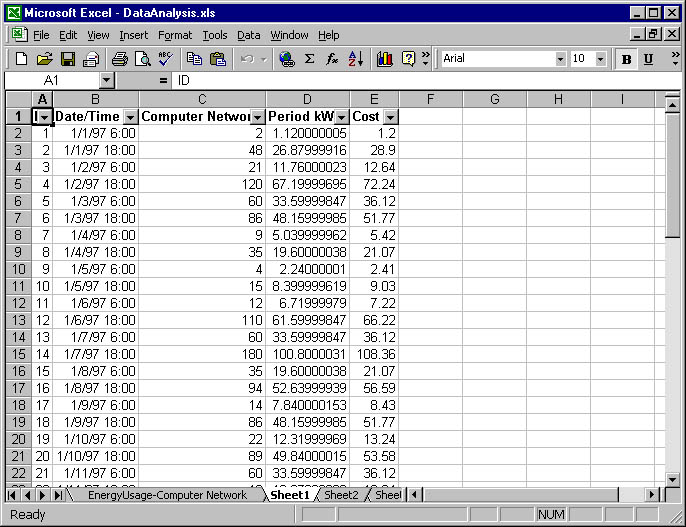 Microsoft Excel - DataAnalysis.xls
File Edit View Insert Format Tools Data Window Help
Arial 10 B U
A1 = ID
A B C D E F G H I
1 I Date/Time Computer Networ Period kW Cost
2 1 1/1/97 6:00 2 1.120000005 1.2
3 2 1/1/97 18:00 48 26.87999916 28.9
4 3 1/2/97 6:00 21 11.76000023 12.64
5 4 1/2/97 18:00 120 67.19999695 72.24
6 5 1/3/97 6:00 60 33.59999847 36.12
7 6 1/3/97 18:00 86 48.15999985 51.77
8 7 1/4/97 6:00 9 5.039999962 5.42
9 8 1/4/97 18:00 35 19.60000038 21.07
10 9 1/5/97 6:00 4 2.24000001 2.41
11 10 1/5/97 18:00 15 8.399999619 9.03
12 11 1/6/97 6:00 12 6.71999979 7.22
13 12 1/6/97 18:00 110 61.59999847 66.22
14 13 1/7/97 6:00 60 33.59999847 36.12
15 14 1/7/97 18:00 180 100.8000031 108.36
16 15 1/8/97 6:00 35 19.60000038 21.07
17 16 1/8/97 18:00 94 52.63999939 56.59
18 17 1/9/97 6:00 14 7.840000153 8.43
19 18 1/9/97 18:00 86 48.15999985 51.77
20 19 1/10/97 6:00 22 12.31999969 13.24
21 20 1/10/97 18:00 89 49.84000015 53.58
22 21 1/11/97 6:00 60 33.59999847 36.12
EnergyUsage-Computer Network Sheet1 Sheet2 Sheel
Ready NUM